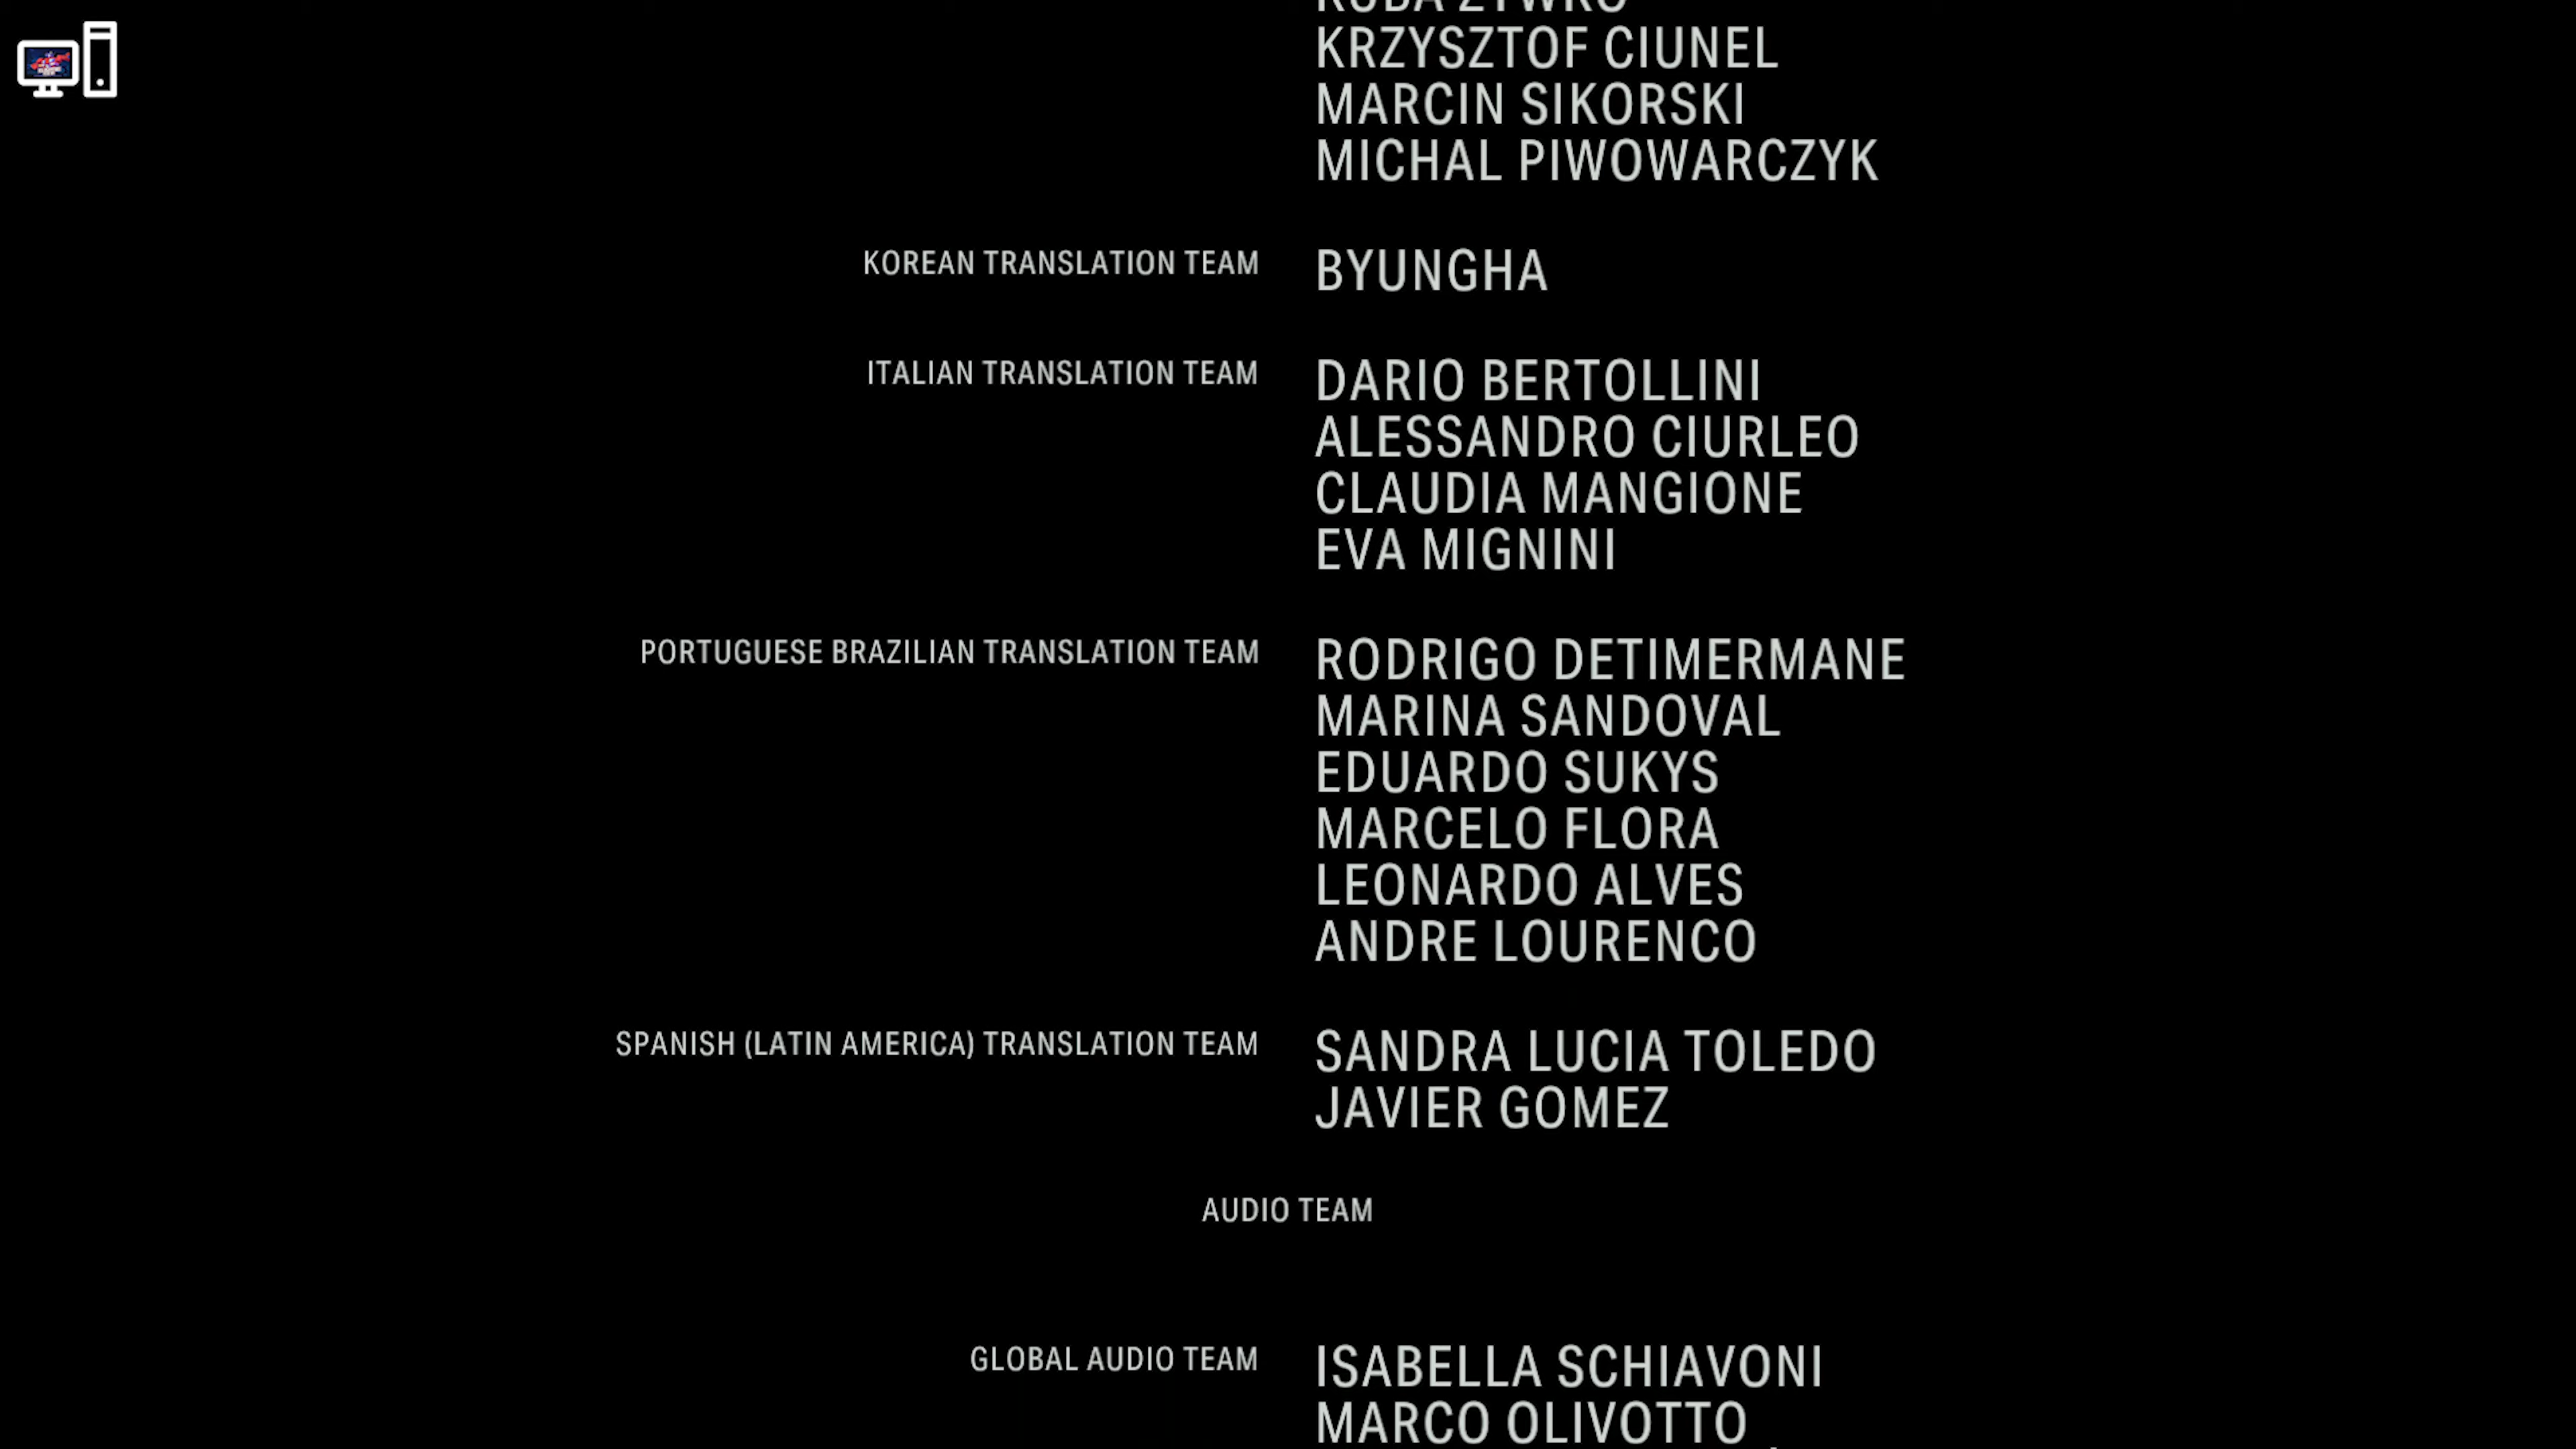 KUBA ZYWKO
KRZYSZTOF CIUNEL
MARCIN SIKORSKI
MICHAL PIWOWARCZYK
KOREAN TRANSLATION TEAM BYUNGHA
ITALIAN TRANSLATION TEAM DARIO BERTOLLINI
ALESSANDRO CIURLEO
CLAUDIA MANGIONE
EVA MIGNINI
PORTUGUESE BRAZILIAN TRANSLATION TEAM RODRIGO DETIMERMANE
MARINA SANDOVAL
EDUARDO SUKYS
MARCELO FLORA
LEONARDO ALVES
ANDRE LOURENCO
SPANISH (LATIN AMERICA) TRANSLATION TEAM SANDRA LUCIA TOLEDO
JAVIER GOMEZ
AUDIO TEAM
GLOBAL AUDIO TEAM ISABELLA SCHIAVONI
MARCO OLIVOTTO